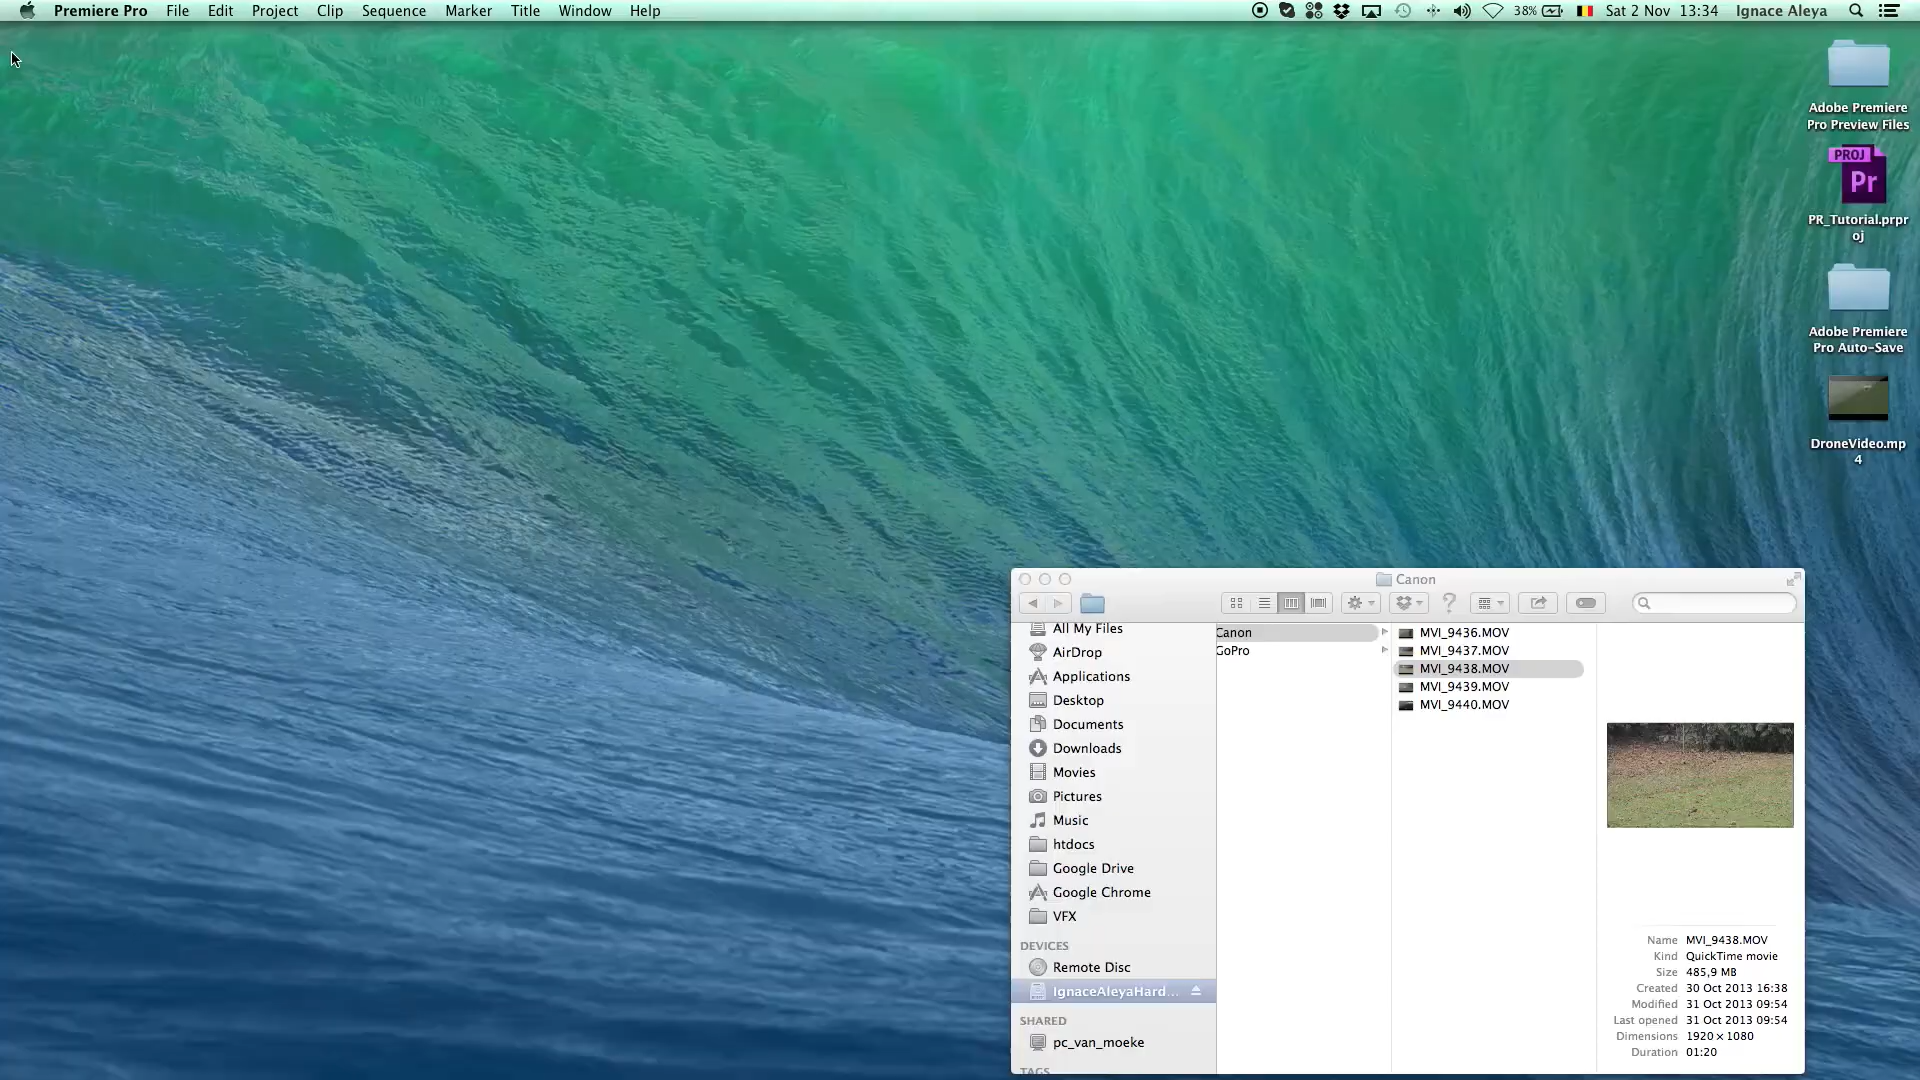 Premiere Pro File Edit Project Clip Sequence Marker Title Window Help 38% Sat 2 Nov 13:34 Ignace Aleya
Adobe Premiere
Pro Preview Files
PROJ
Pr
PR_Tutorial.prpr
oj
Adobe Premiere
Pro Auto-Save
DroneVideo.mp
4
Canon
All My Files
AirDrop
Applications
Desktop
Documents
Downloads
Movies
Pictures
Music
htdocs
Google Drive
Google Chrome
VFX
DEVICES
Remote Disc
IgnaceAleyaHard...
SHARED
pc_van_moeke
TAGS
Canon
GoPro
MVI_9436.MOV
MVI_9437.MOV
MVI_9438.MOV
MVI_9439.MOV
MVI_9440.MOV
Name MVI_9438.MOV
Kind QuickTime movie
Size 485,9 MB
Created 30 Oct 2013 16:38
Modified 31 Oct 2013 09:54
Last opened 31 Oct 2013 09:54
Dimensions 1920 × 1080
Duration 01:20